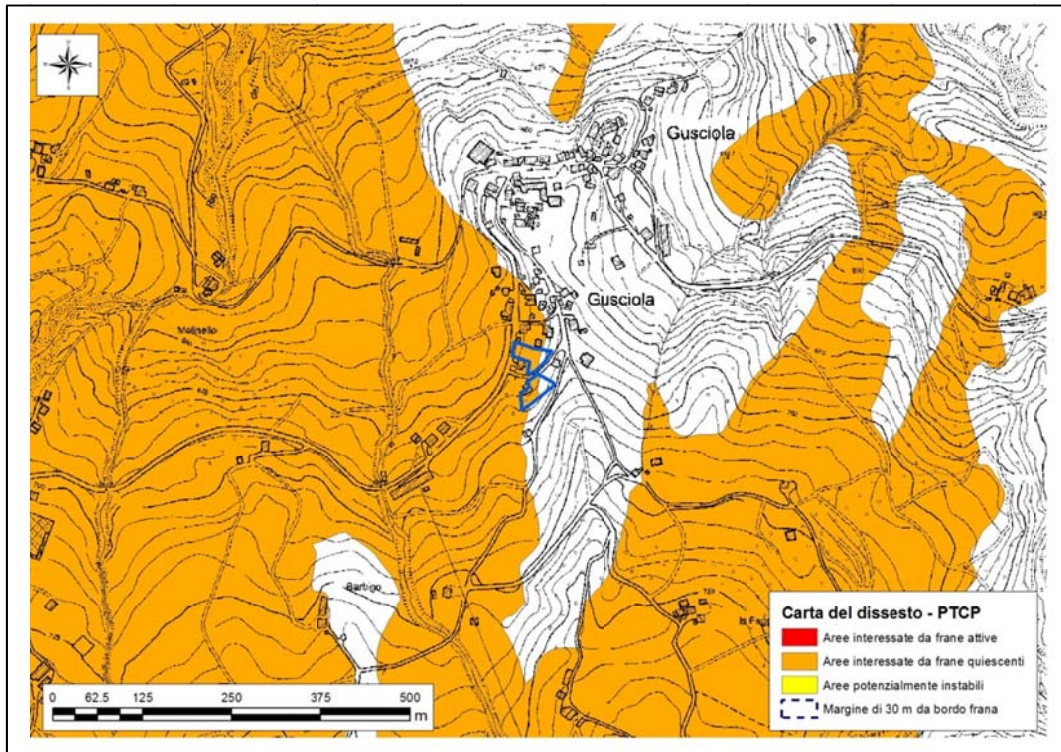 Gusciola
Gusciola
Molinello
Barbigo
Carta del dissesto - PTCP
Aree interessate da frane attive
Aree interessate da frane quiescenti
Aree potenzialmente instabili
Margine di 30 m da bordo frana
0 62.5 125 250 375 500
m